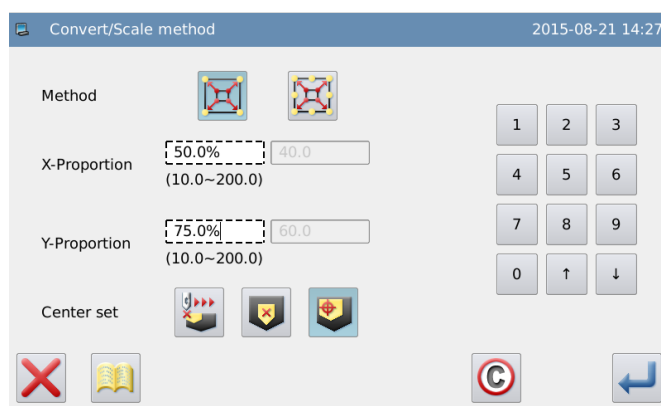 Convert/Scale method 2015-08-21 14:27
Method
X-Proportion 50.0% 40.0
(10.0~200.0)
Y-Proportion 75.0% 60.0
(10.0~200.0)
Center set
1 2 3
4 5 6
7 8 9
0 ↑ ↓
C